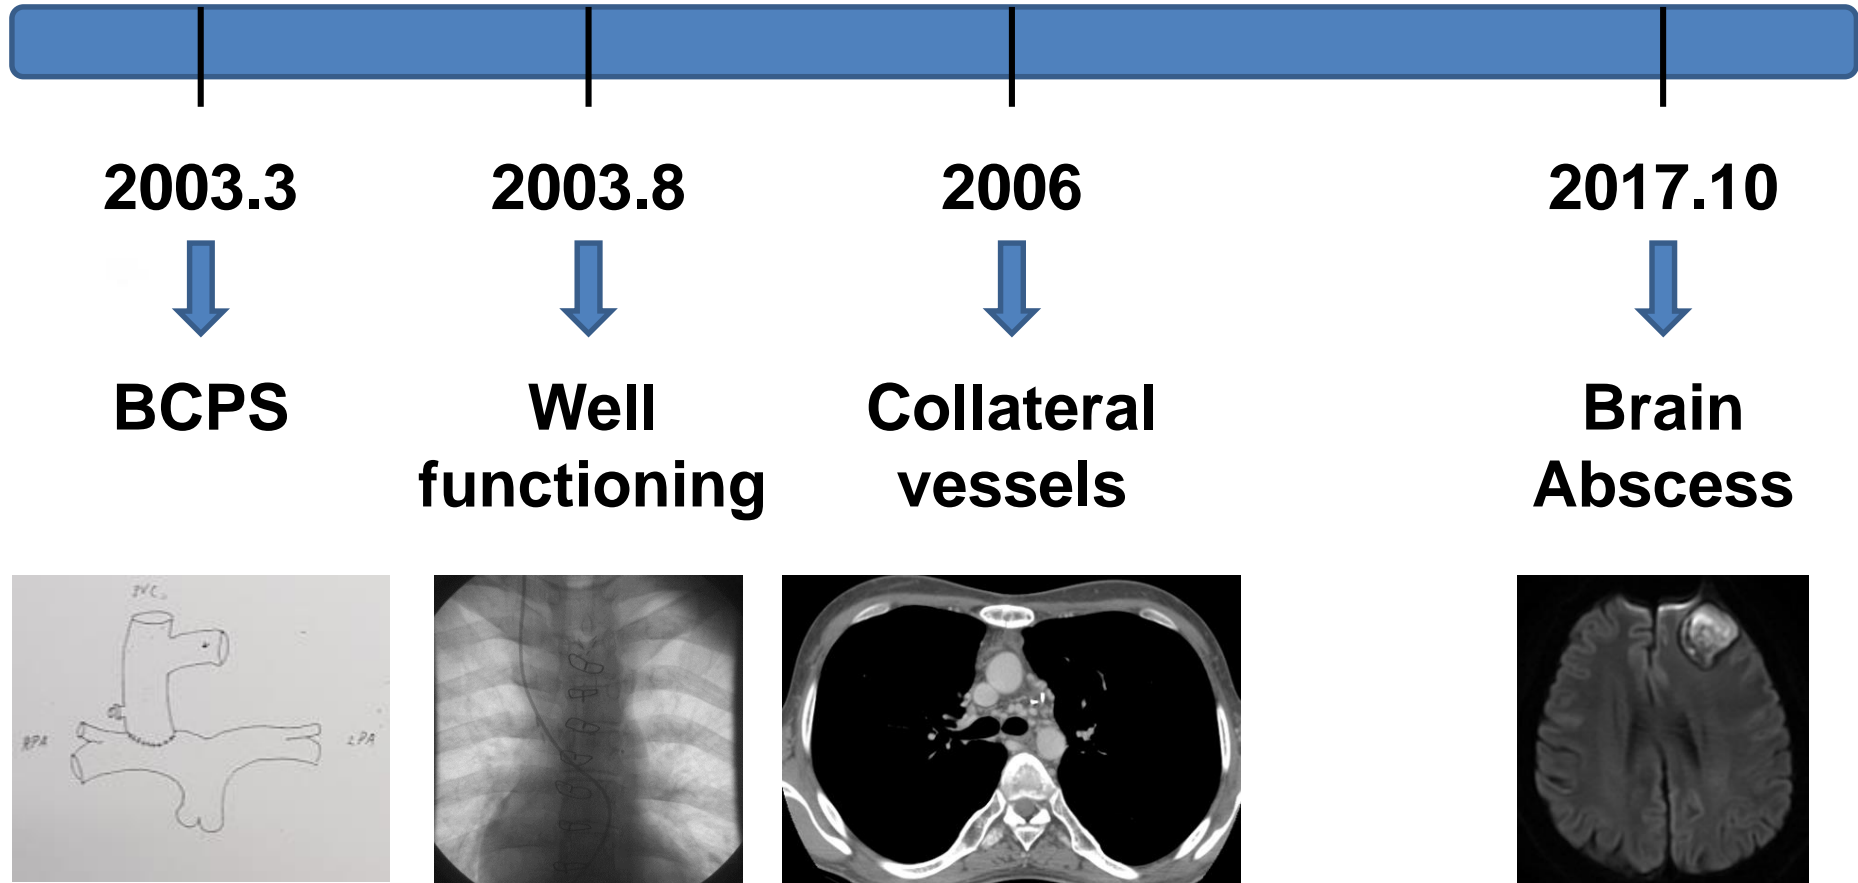 2003.3
2003.8
2006
2017.10
BCPS
Well
functioning
Collateral
vessels
Brain
Abscess
SVC
RPA
LPA